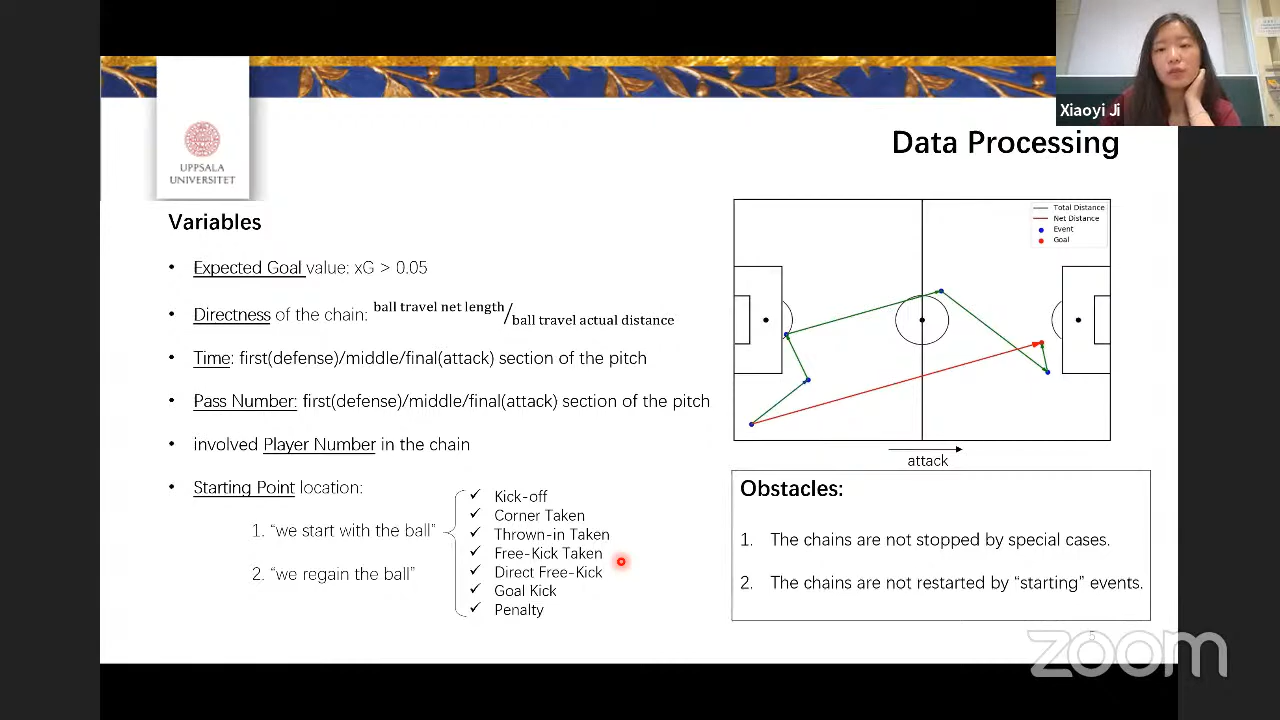 Xiaoyi Ji
UPPSALA
UNIVERSITET
Data Processing
Variables
• Expected Goal value: xG > 0.05
• Directness of the chain: ball travel net length/ball travel actual distance
• Time: first(defense)/middle/final(attack) section of the pitch
• Pass Number: first(defense)/middle/final(attack) section of the pitch
• involved Player Number in the chain
• Starting Point location:
1. “we start with the ball”
2. “we regain the ball”
✓ Kick-off
✓ Corner Taken
✓ Thrown-in Taken
✓ Free-Kick Taken
✓ Direct Free-Kick
✓ Goal Kick
✓ Penalty
Total Distance
Net Distance
Event
Goal
attack
Obstacles:
1. The chains are not stopped by special cases.
2. The chains are not restarted by “starting” events.
5
zoom